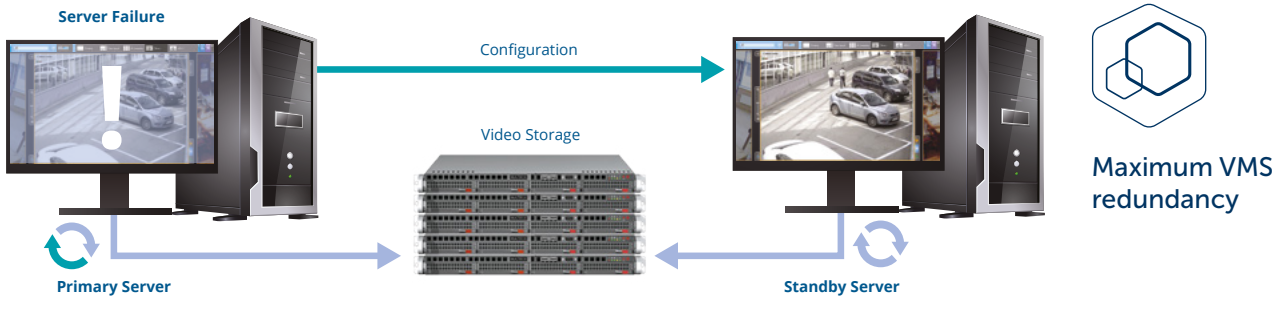 Server Failure
Configuration
Video Storage
Maximum VMS
redundancy
Primary Server
Standby Server